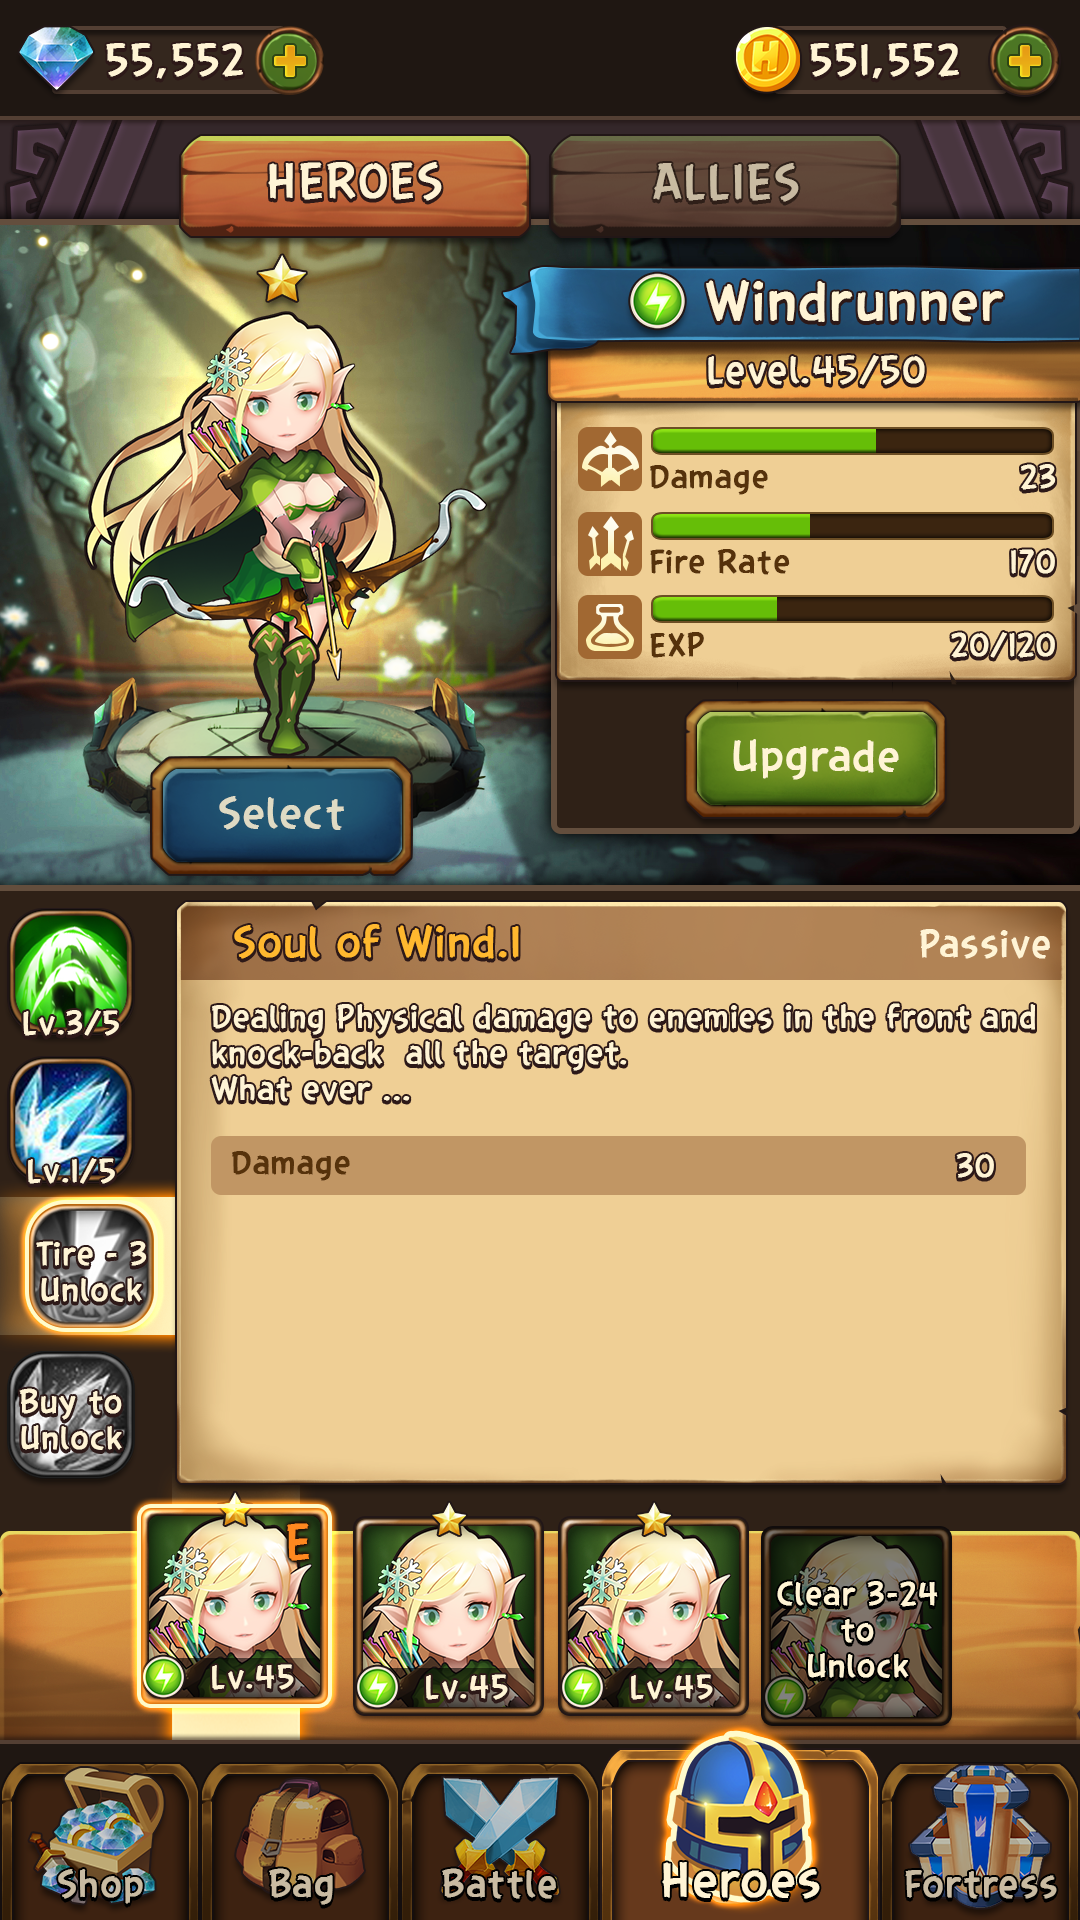 55,552
551,552
HEROES
ALLIES
Windrunner
Level.45/50
Damage
23
Fire Rate
170
EXP
20/120
Upgrade
Select
Lv.3/5
Lv.1/5
Tire - 3
Unlock
Buy to
Unlock
Soul of Wind.1
Passive
Dealing Physical damage to enemies in the front and
knock-back all the target.
What ever ...
Damage
30
E
Lv.45
Lv.45
Lv.45
Clear 3-24
to
Unlock
Shop
Bag
Battle
Heroes
Fortress